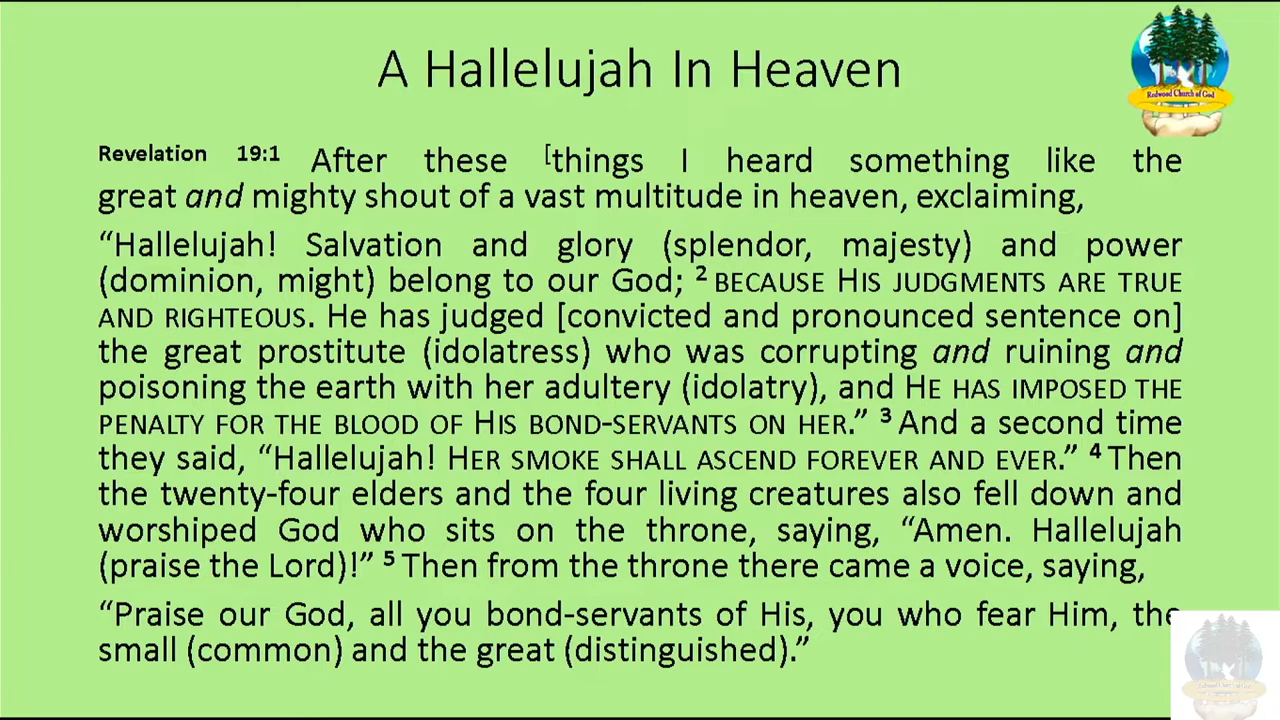 A Hallelujah In Heaven
Redwood Church of God
Revelation 19:1 After these [things I heard something like the
great and mighty shout of a vast multitude in heaven, exclaiming,
“Hallelujah! Salvation and glory (splendor, majesty) and power
(dominion, might) belong to our God; 2 BECAUSE HIS JUDGMENTS ARE TRUE
AND RIGHTEOUS. He has judged [convicted and pronounced sentence on]
the great prostitute (idolatress) who was corrupting and ruining and
poisoning the earth with her adultery (idolatry), and HE HAS IMPOSED THE
PENALTY FOR THE BLOOD OF HIS BOND-SERVANTS ON HER.” 3 And a second time
they said, “Hallelujah! HER SMOKE SHALL ASCEND FOREVER AND EVER.” 4 Then
the twenty-four elders and the four living creatures also fell down and
worshiped God who sits on the throne, saying, “Amen. Hallelujah
(praise the Lord)!” 5 Then from the throne there came a voice, saying,
“Praise our God, all you bond-servants of His, you who fear Him, the
small (common) and the great (distinguished).”
Redwood Church of God